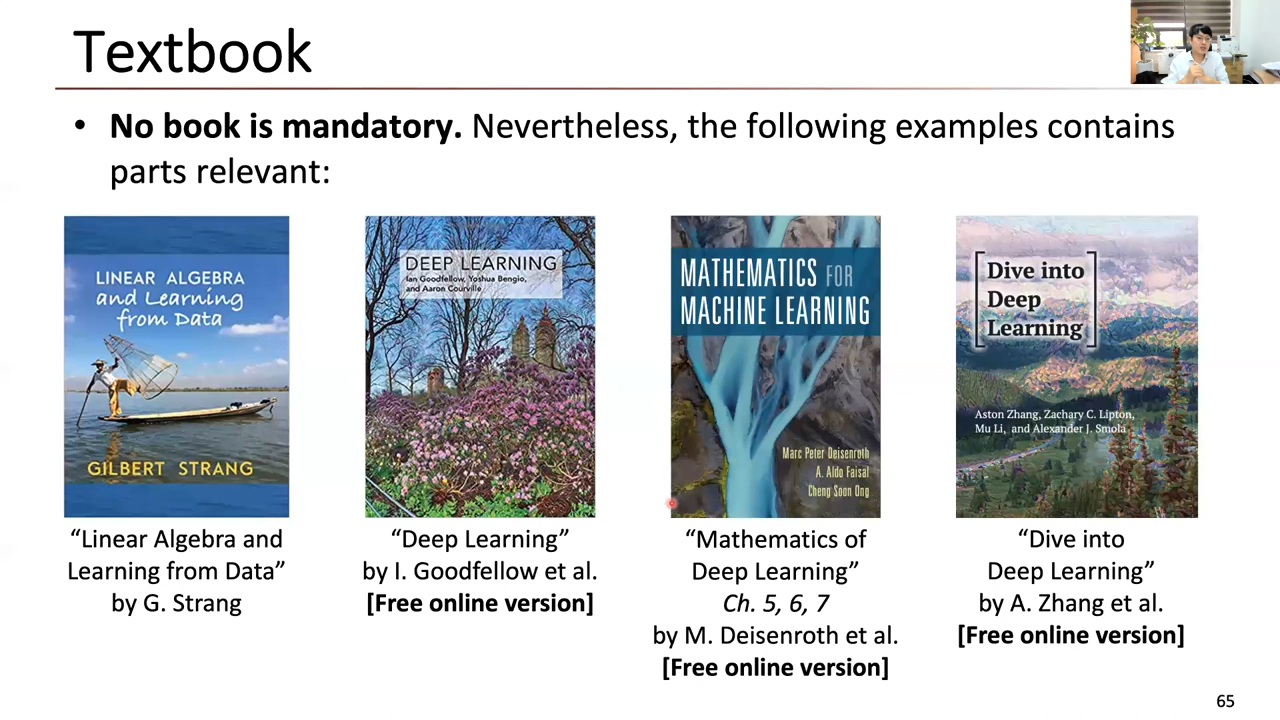 Textbook
• No book is mandatory. Nevertheless, the following examples contains
parts relevant:
LINEAR ALGEBRA
and Learning
from Data
GILBERT STRANG
"Linear Algebra and
Learning from Data"
by G. Strang
DEEP LEARNING
Ian Goodfellow, Yoshua Bengio,
and Aaron Courville
"Deep Learning"
by I. Goodfellow et al.
[Free online version]
MATHEMATICS FOR
MACHINE LEARNING
Marc Peter Deisenroth
A. Aldo Faisal
Cheng Soon Ong
"Mathematics of
Deep Learning"
Ch. 5, 6, 7
by M. Deisenroth et al.
[Free online version]
Dive into
Deep
Learning
Aston Zhang, Zachary C. Lipton,
Mu Li, and Alexander J. Smola
"Dive into
Deep Learning"
by A. Zhang et al.
[Free online version]
65